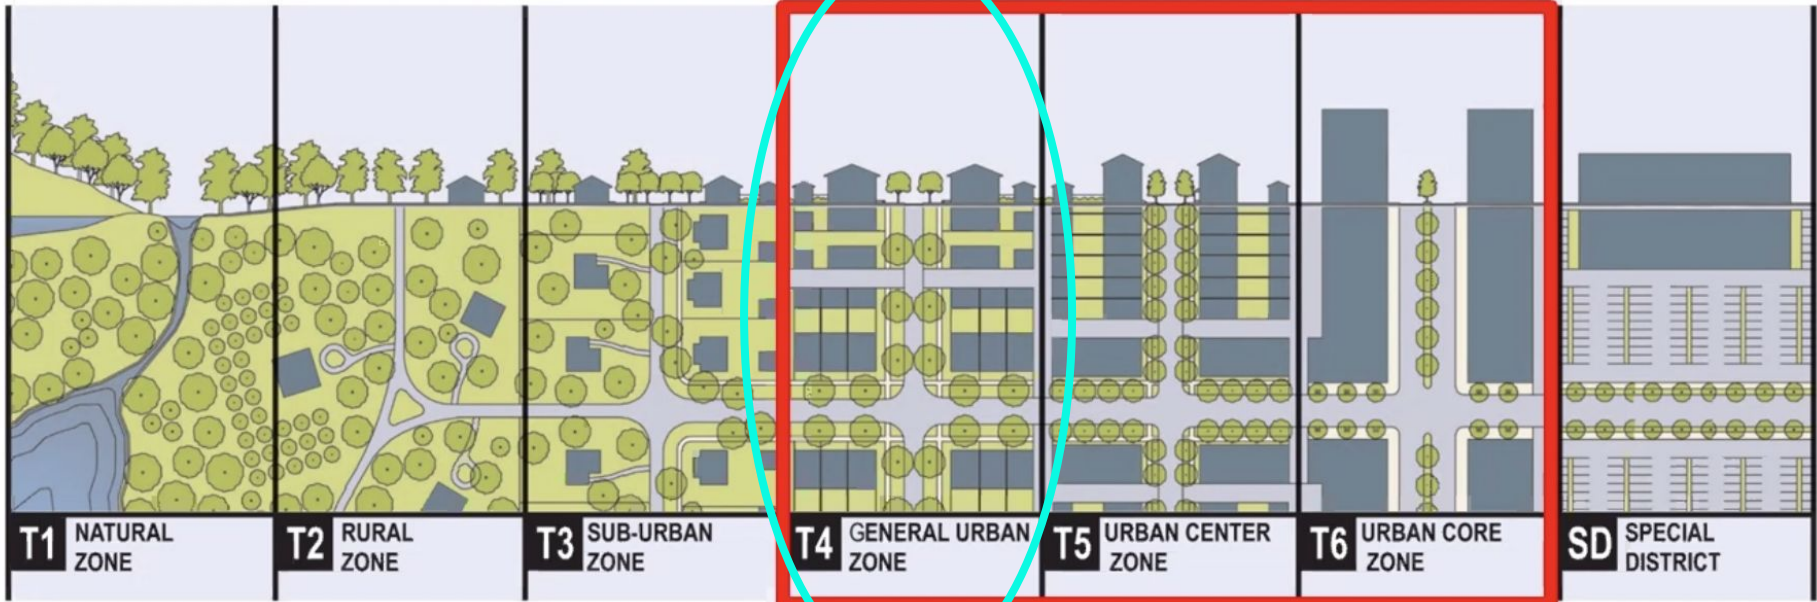 T1 NATURAL
ZONE
T2 RURAL
ZONE
T3 SUB-URBAN
ZONE
T4 GENERAL URBAN
ZONE
T5 URBAN CENTER
ZONE
T6 URBAN CORE
ZONE
SD SPECIAL
DISTRICT